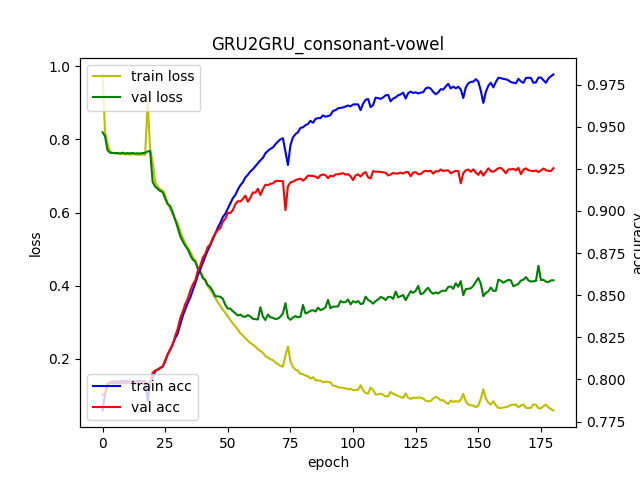 GRU2GRU_consonant-vowel
train loss
val loss
train acc
val acc
loss
1.0
0.8
0.6
0.4
0.2
0.975
0.950
0.925
0.900
0.875
0.850
0.825
0.800
0.775
accuracy
0 25 50 75 100 125 150 175
epoch